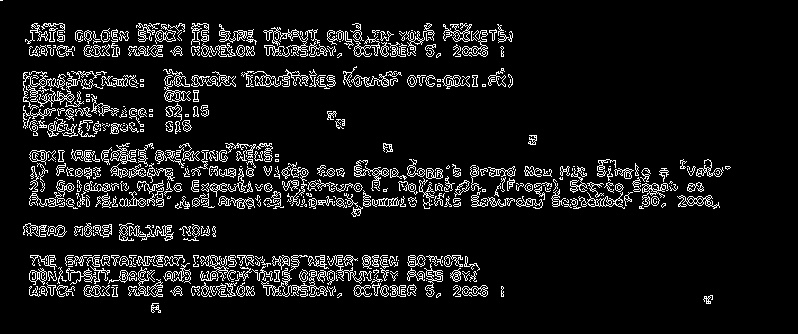 THIS GOLDEN STOCK IS SURE TO PUT GOLD IN YOUR POCKETS!
WATCH GDKI MAKE A MOVE ON THURSDAY, OCTOBER 5, 2006 !
Company Name: GOLDMARK INDUSTRIES (Other OTC:GDKI.PK)
Symbol: GDKI
Current Price: $2.15
6-day Target: $18
GDKI RELEASES BREAKING NEWS:
1) Frost Appears in Music Video for Snoop Dogg's Brand New Hit Single - "Vato"
2) Goldmark Music Executive Arturo R. Molina, Jr. (Frost) Set to Speak at
Russell Simmons' Los Angeles Hip-Hop Summit this Saturday September 30, 2006.
READ MORE ONLINE NOW!
THE ENTERTAINMENT INDUSTRY HAS NEVER BEEN SO HOT!
DON'T SIT BACK AND WATCH THIS OPPORTUNITY PASS BY!
WATCH GDKI MAKE A MOVE ON THURSDAY, OCTOBER 5, 2006 !